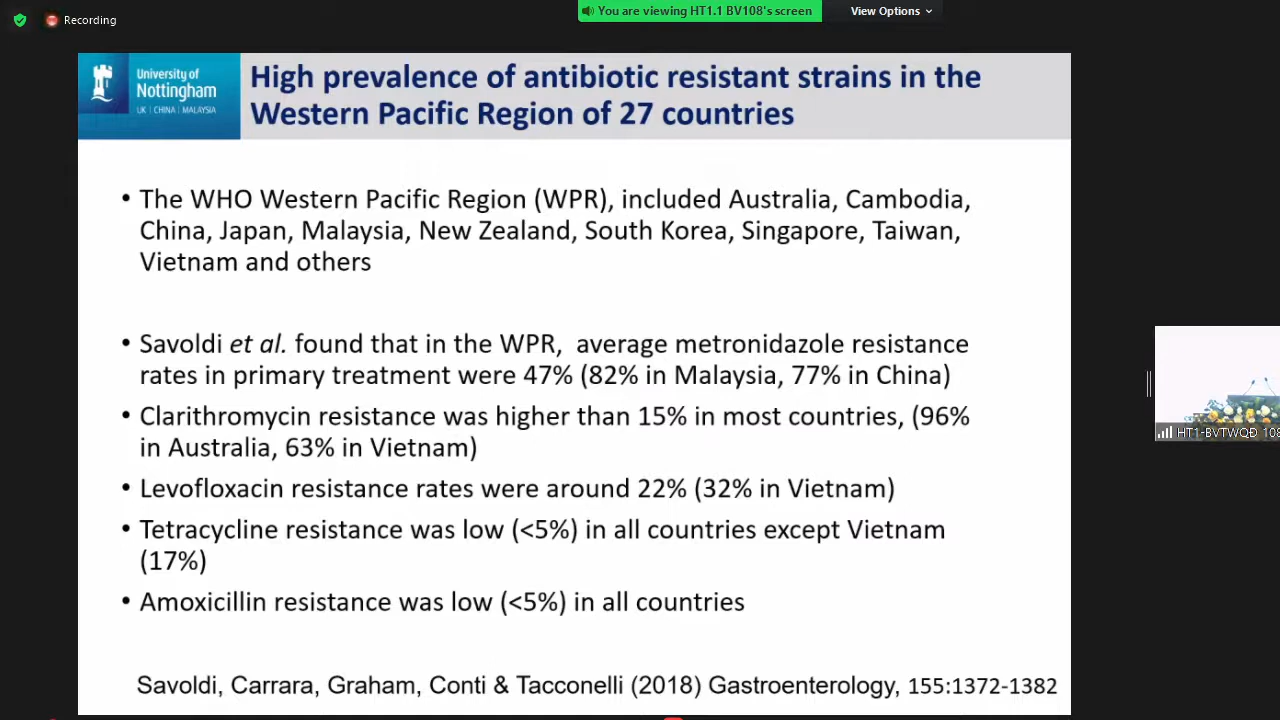 Recording
You are viewing HT1.1 BV108's screen
View Options
University of
Nottingham
UK | CHINA | MALAYSIA
High prevalence of antibiotic resistant strains in the
Western Pacific Region of 27 countries
• The WHO Western Pacific Region (WPR), included Australia, Cambodia,
China, Japan, Malaysia, New Zealand, South Korea, Singapore, Taiwan,
Vietnam and others
• Savoldi et al. found that in the WPR, average metronidazole resistance
rates in primary treatment were 47% (82% in Malaysia, 77% in China)
• Clarithromycin resistance was higher than 15% in most countries, (96%
in Australia, 63% in Vietnam)
• Levofloxacin resistance rates were around 22% (32% in Vietnam)
• Tetracycline resistance was low (<5%) in all countries except Vietnam
(17%)
• Amoxicillin resistance was low (<5%) in all countries
Savoldi, Carrara, Graham, Conti & Tacconelli (2018) Gastroenterology, 155:1372-1382
HT1-BVTWQĐ 108